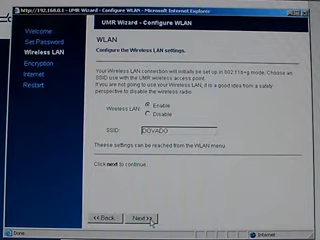 http://192.168.0.1 - UMR Wizard - Configure WLAN - Microsoft Internet Explorer
UMR Wizard - Configure WLAN
Welcome
Set Password
Wireless LAN
Encryption
Internet
Restart
WLAN
Configure the Wireless LAN settings.
Your Wireless LAN connection will initially be set up in 802.11b+g mode. Choose an
SSID use with the UMR wireless access point.
If you are not going to use your Wireless LAN, it is a good idea from a safety
perspective to disable the wireless radio.
Wireless LAN:
Enable
Disable
SSID:
DOVADO
Theese settings can be reached from the WLAN menu.
Click next to continue.
<< Back
Next >>
Done
Internet